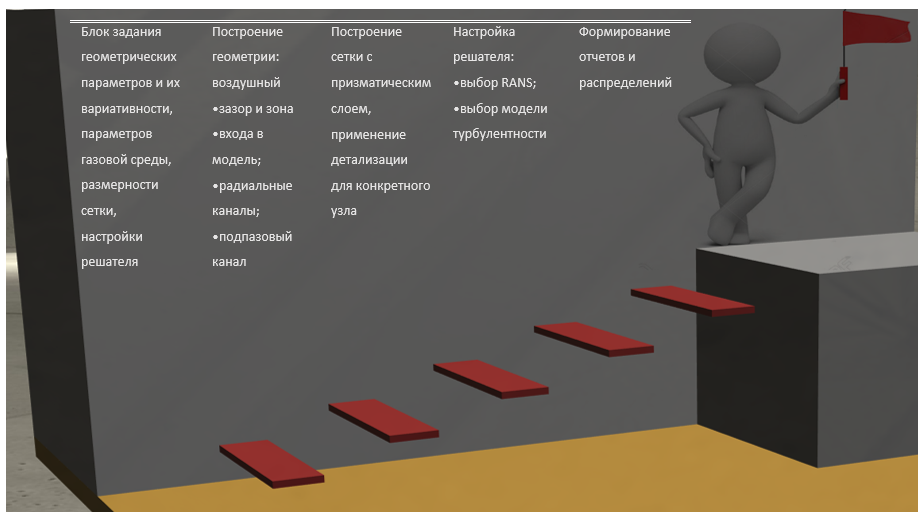 Блок задания
геометрических
параметров и их
вариативности,
параметров
газовой среды,
размерности
сетки,
настройки
решателя
Построение
геометрии:
воздушный
•зазор и зона
•входа в
модель;
•радиальные
каналы;
•подпазовый
канал
Построение
сетки с
призматическим
слоем,
применение
детализации
для конкретного
узла
Настройка
решателя:
•выбор RANS;
•выбор модели
турбулентности
Формирование
отчетов и
распределений